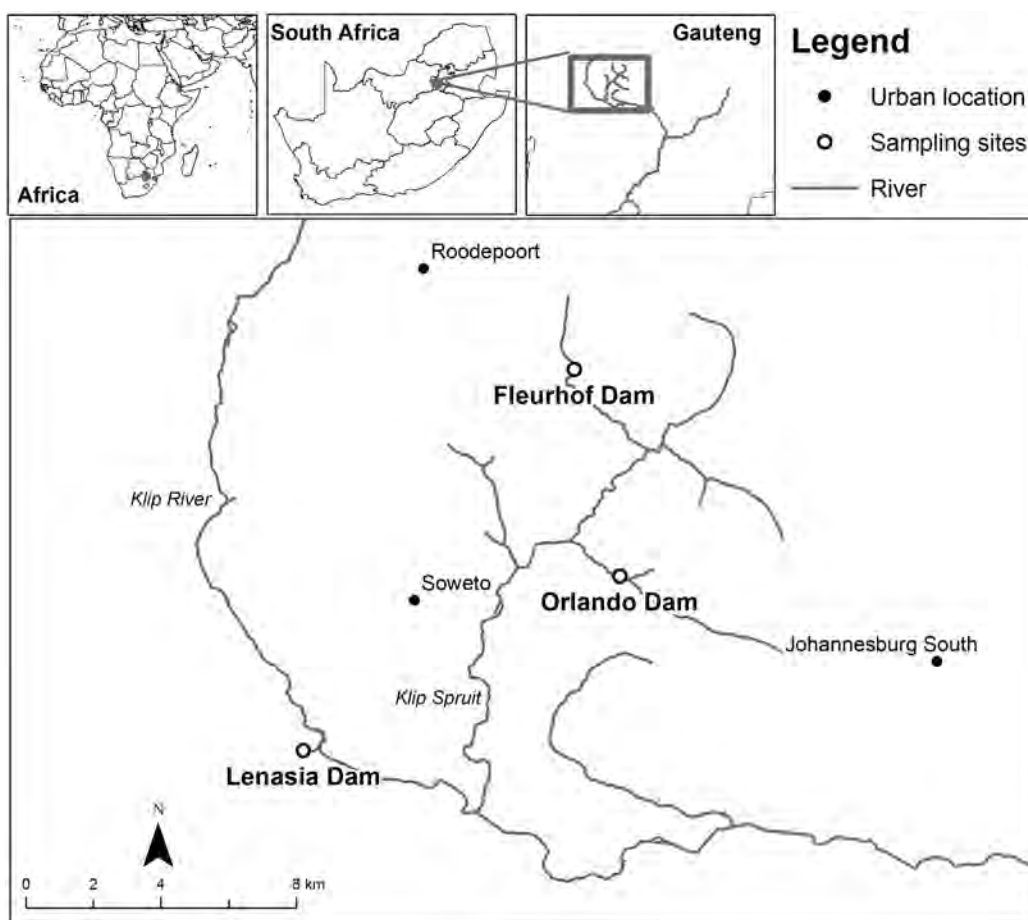 Africa
South Africa
Gauteng
Legend
Urban location
Sampling sites
River
Roodepoort
Fleurhof Dam
Klip River
Soweto
Orlando Dam
Johannesburg South
Klip Spruit
Lenasia Dam
N
0 2 4 8 km